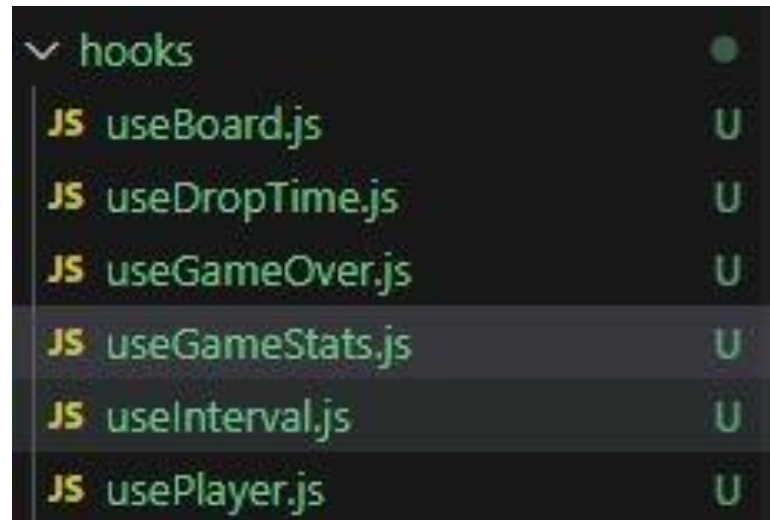 hooks
JS useBoard.js U
JS useDropTime.js U
JS useGameOver.js U
JS useGameStats.js U
JS useInterval.js U
JS usePlayer.js U